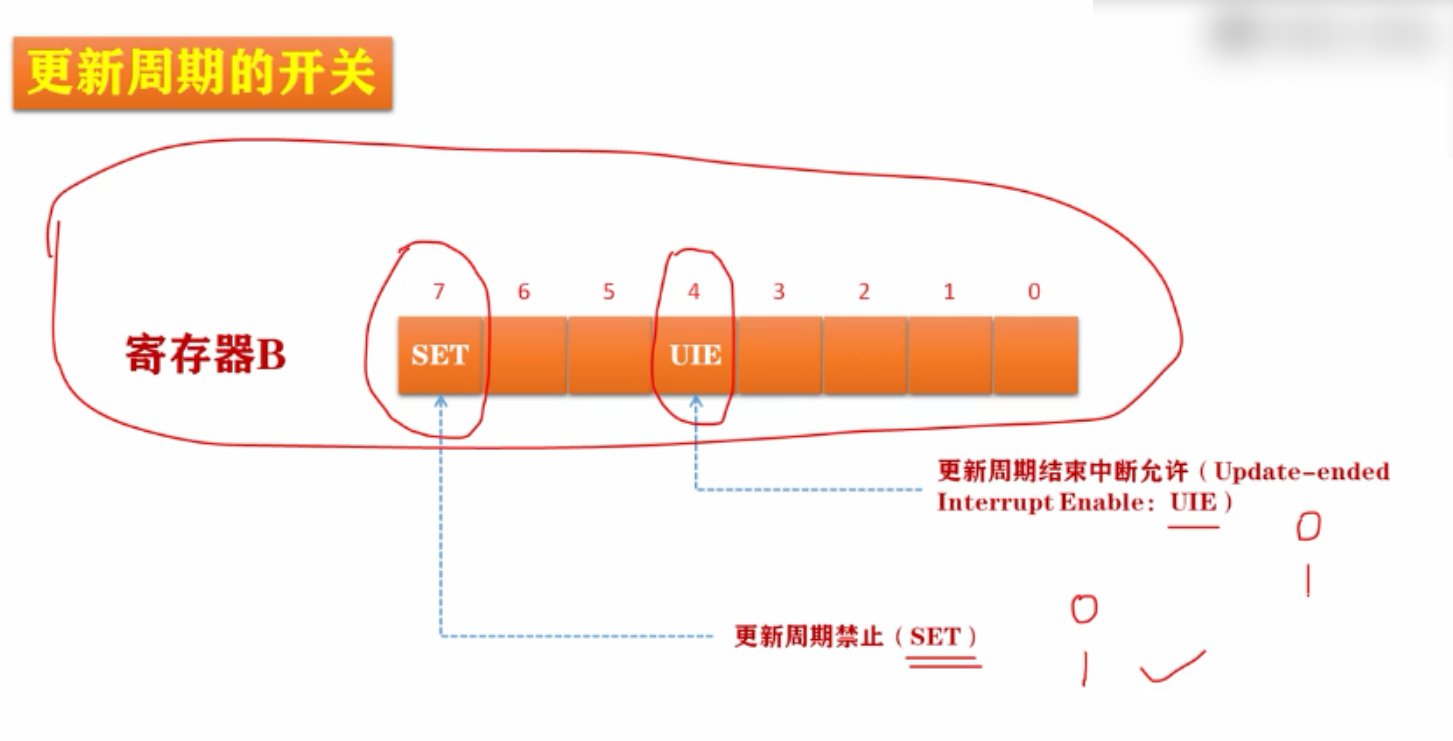 更新周期的开关
7 6 5 4 3 2 1 0
寄存器B
SET UIE
更新周期结束中断允许（Update-ended
Interrupt Enable：UIE）
0
1
更新周期禁止（SET）
0
1